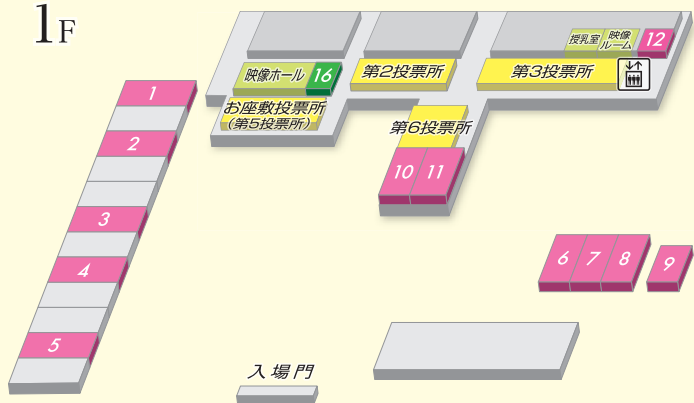 1F
授乳室
映像
ルーム
12
映像ホール
16
第2投票所
第3投票所
1
お座敷投票所
(第5投票所)
第6投票所
2
10
11
3
6
7
8
9
4
5
入場門